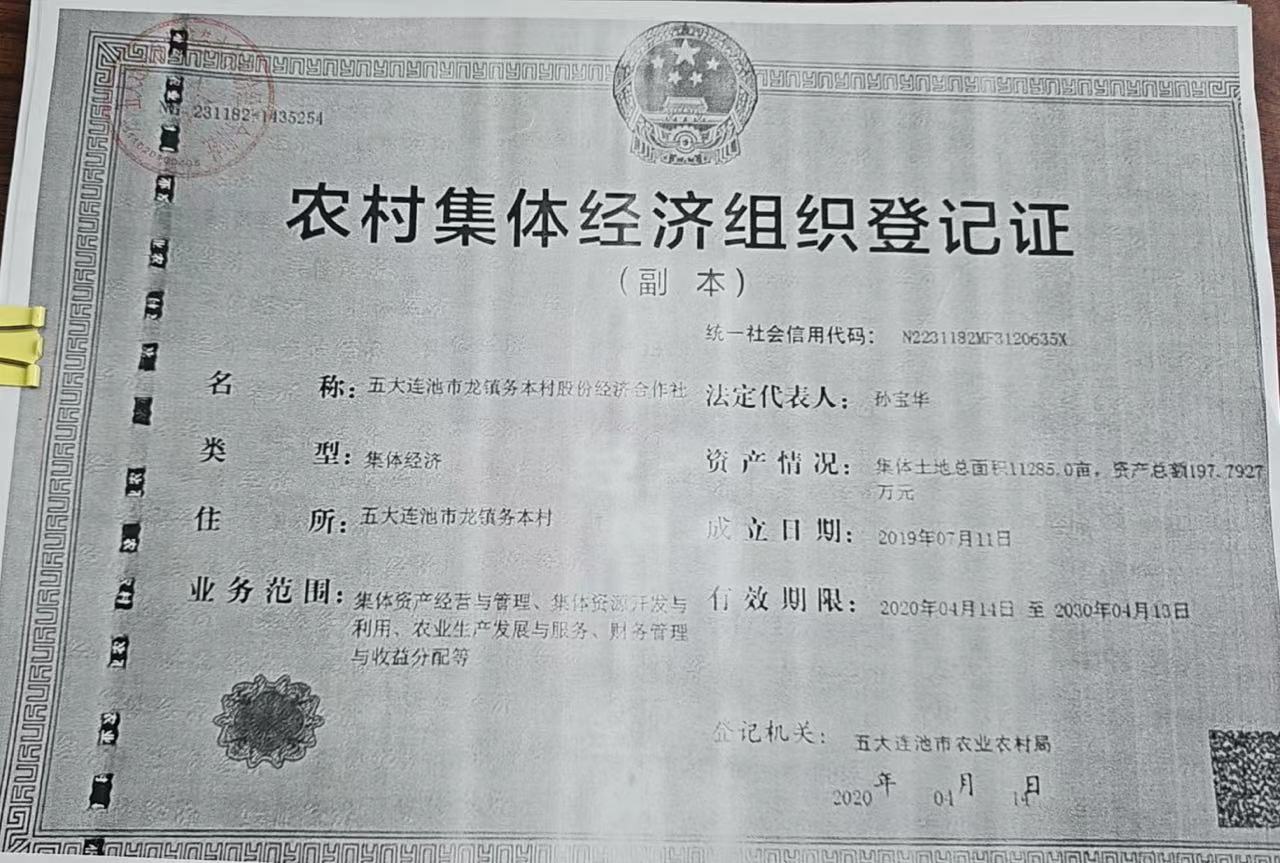 231182 1435254
农村集体经济组织登记证
(副 本)
统一社会信用代码: N2231182MF3120635X
名 称: 五大连池市龙镇务本村股份经济合作社
法定代表人: 孙宝华
类 型: 集体经济
资产情况: 集体土地总面积11285.0亩, 资产总额197.7927
万元
住 所: 五大连池市龙镇务本村
成立日期: 2019年07月11日
业务范围: 集体资产经营与管理、集体资源开发与
利用、农业生产发展与服务、财务管理
与收益分配等
有效期限: 2020年04月14日 至 2030年04月13日
登记机关: 五大连池市农业农村局
2020年04月14日